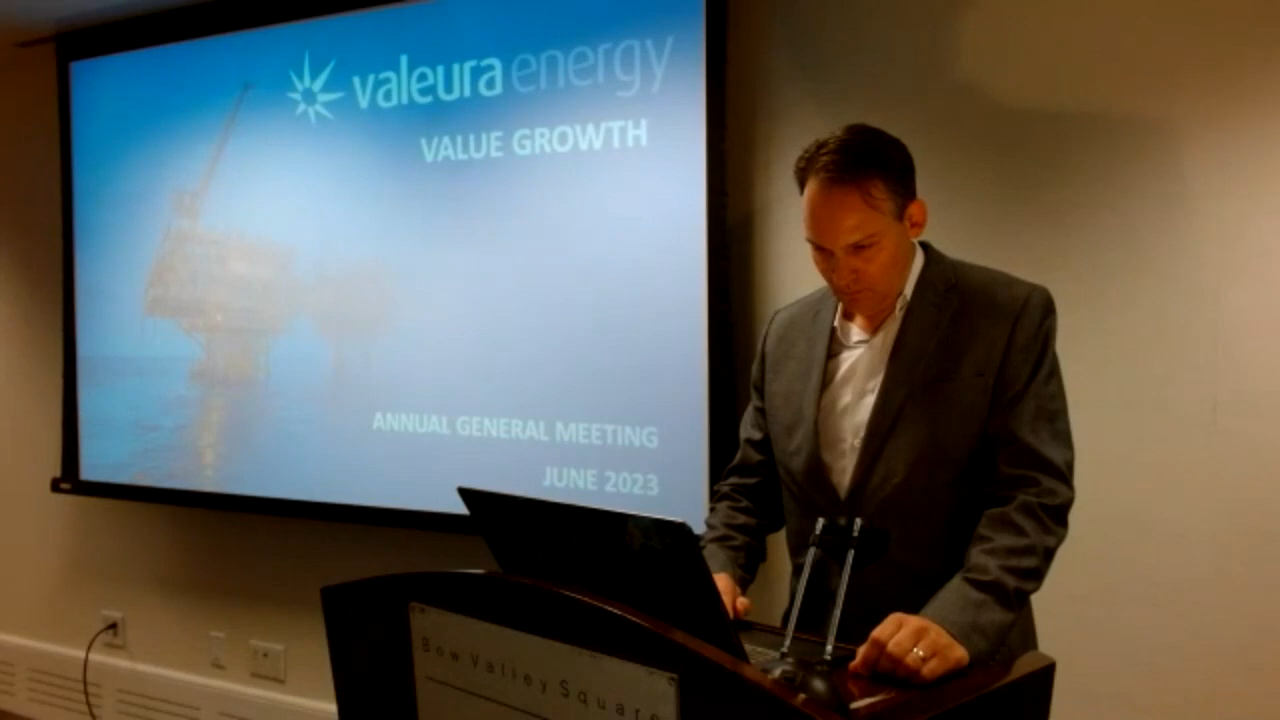 valeura energy
VALUE GROWTH
ANNUAL GENERAL MEETING
JUNE 2023
Bow Valley Square